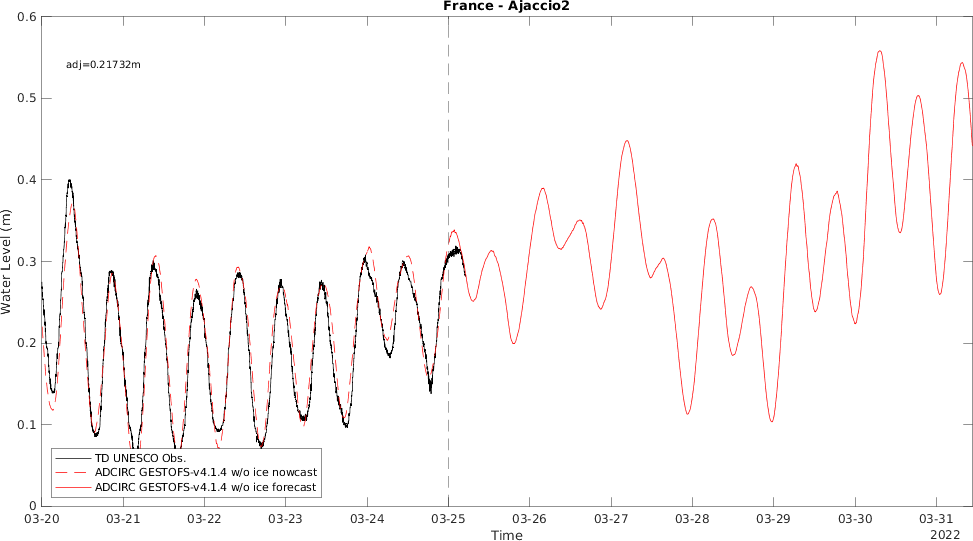 France - Ajaccio2
0.6
adj=0.21732m
0.5
0.4
0.3
0.2
0.1
0
Water Level (m)
TD UNESCO Obs.
ADCIRC GESTOFS-v4.1.4 w/o ice nowcast
ADCIRC GESTOFS-v4.1.4 w/o ice forecast
03-20 03-21 03-22 03-23 03-24 03-25 03-26 03-27 03-28 03-29 03-30 03-31
Time
2022